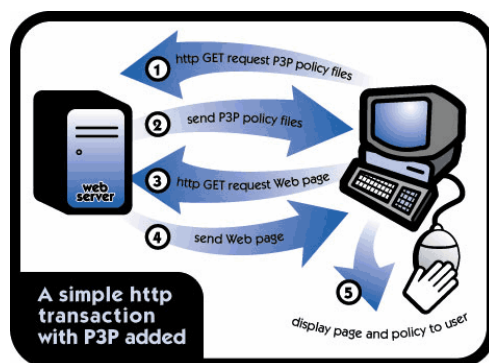 1 http GET request P3P policy files
2 send P3P policy files
3 http GET request Web page
4 send Web page
5
display page and policy to user
web
server
A simple http
transaction
with P3P added